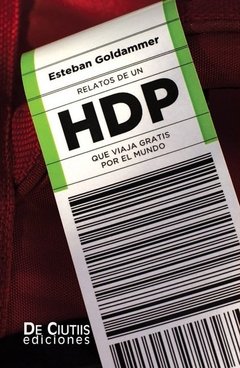 Esteban Goldammer
RELATOS DE UN
HDP
QUE VIAJA GRATIS
POR EL MUNDO
DE CIUTIIS
ediciones